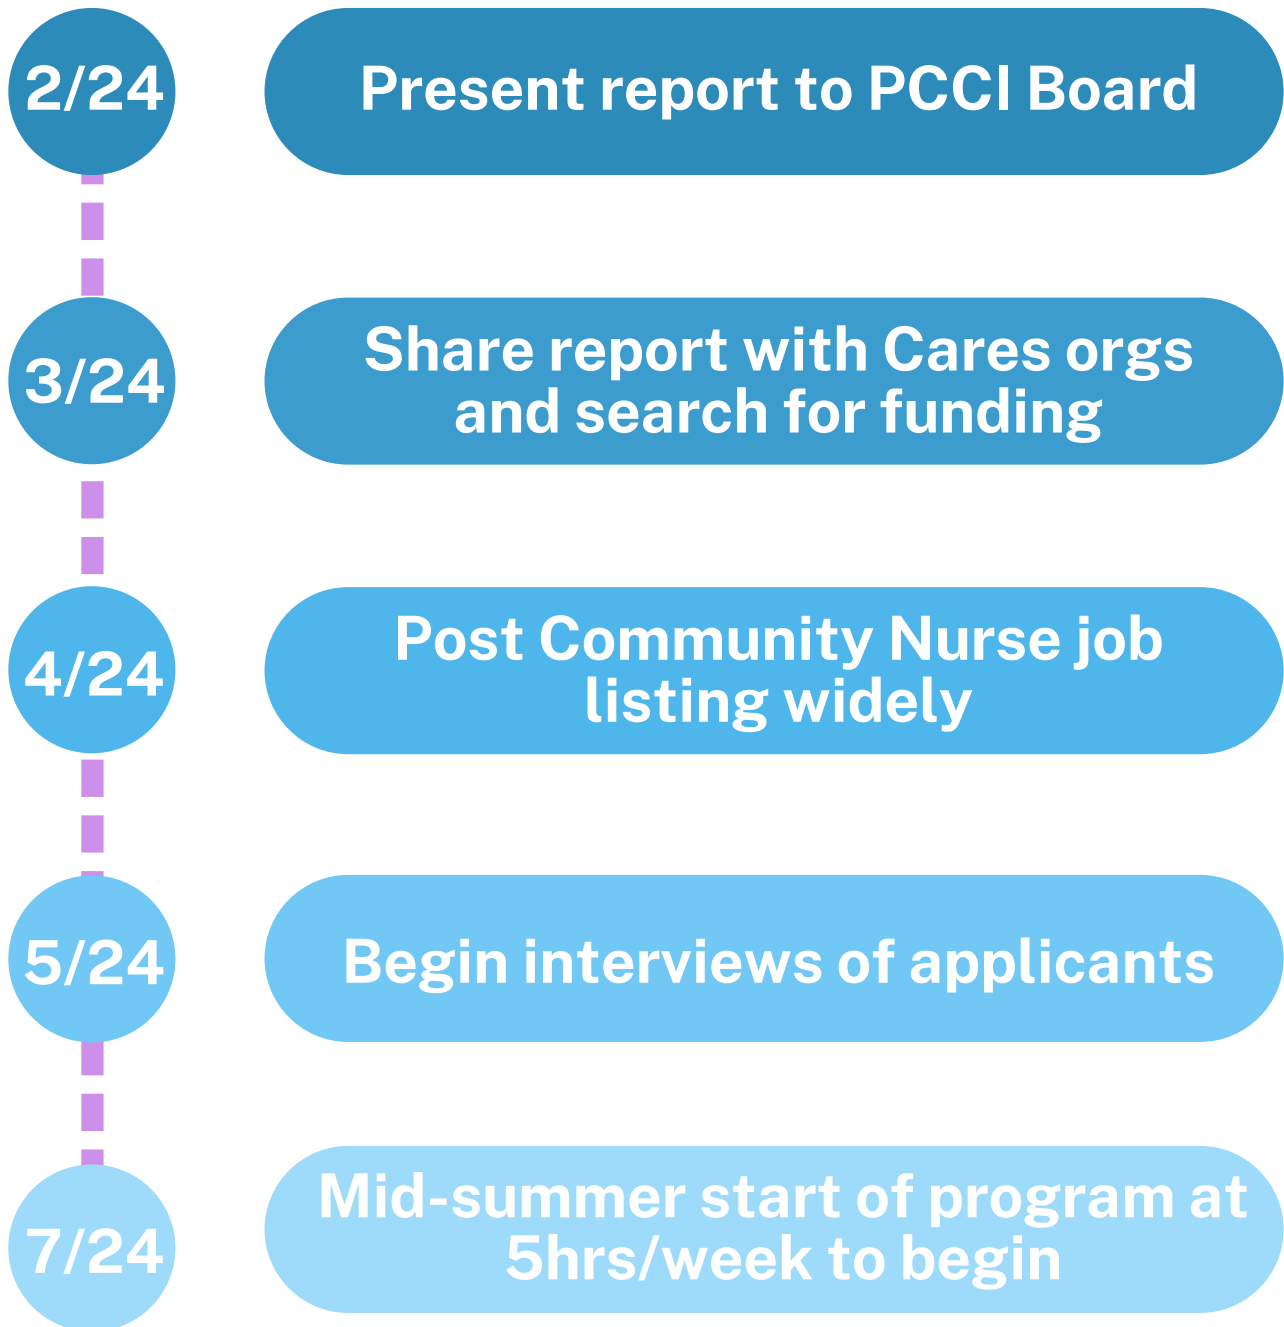 2/24
Present report to PCCI Board
3/24
Share report with Cares orgs
and search for funding
4/24
Post Community Nurse job
listing widely
5/24
Begin interviews of applicants
7/24
Mid-summer start of program at
5hrs/week to begin